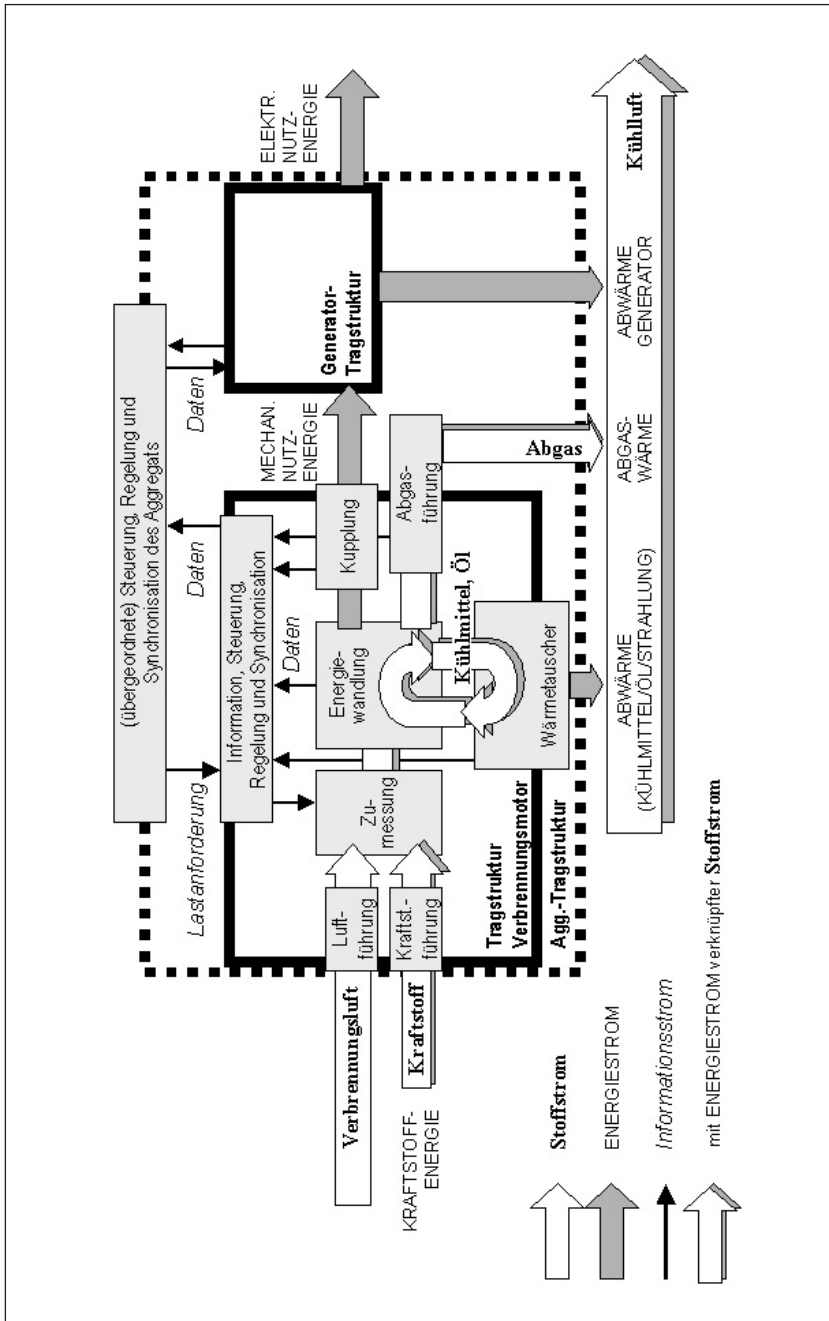 (übergeordnete) Steuerung, Regelung und
Synchronisation des Aggregats
Lastanforderung
Daten
Daten
Information, Steuerung,
Regelung und Synchronisation
Daten
MECHAN.
NUTZ-
ENERGIE
ELEKTR.
NUTZ-
ENERGIE
Verbrennungsluft
Luft-
führung
Zu-
messung
Energie-
wandlung
Kupplung
Generator-
Tragstruktur
KRAFTSTOFF-
ENERGIE
Kraftstoff
Kraftst.-
führung
Abgas-
führung
Kühlmittel, Öl
Wärmetauscher
Abgas
Tragstruktur
Verbrennungsmotor
Agg.-Tragstruktur
ABWÄRME
(KÜHLMITTEL/ÖL/STRAHLUNG)
ABGAS-
WÄRME
ABWÄRME
GENERATOR
Kühlluft
Stoffstrom
ENERGIESTROM
Informationsstrom
mit ENERGIESTROM verknüpfter Stoffstrom